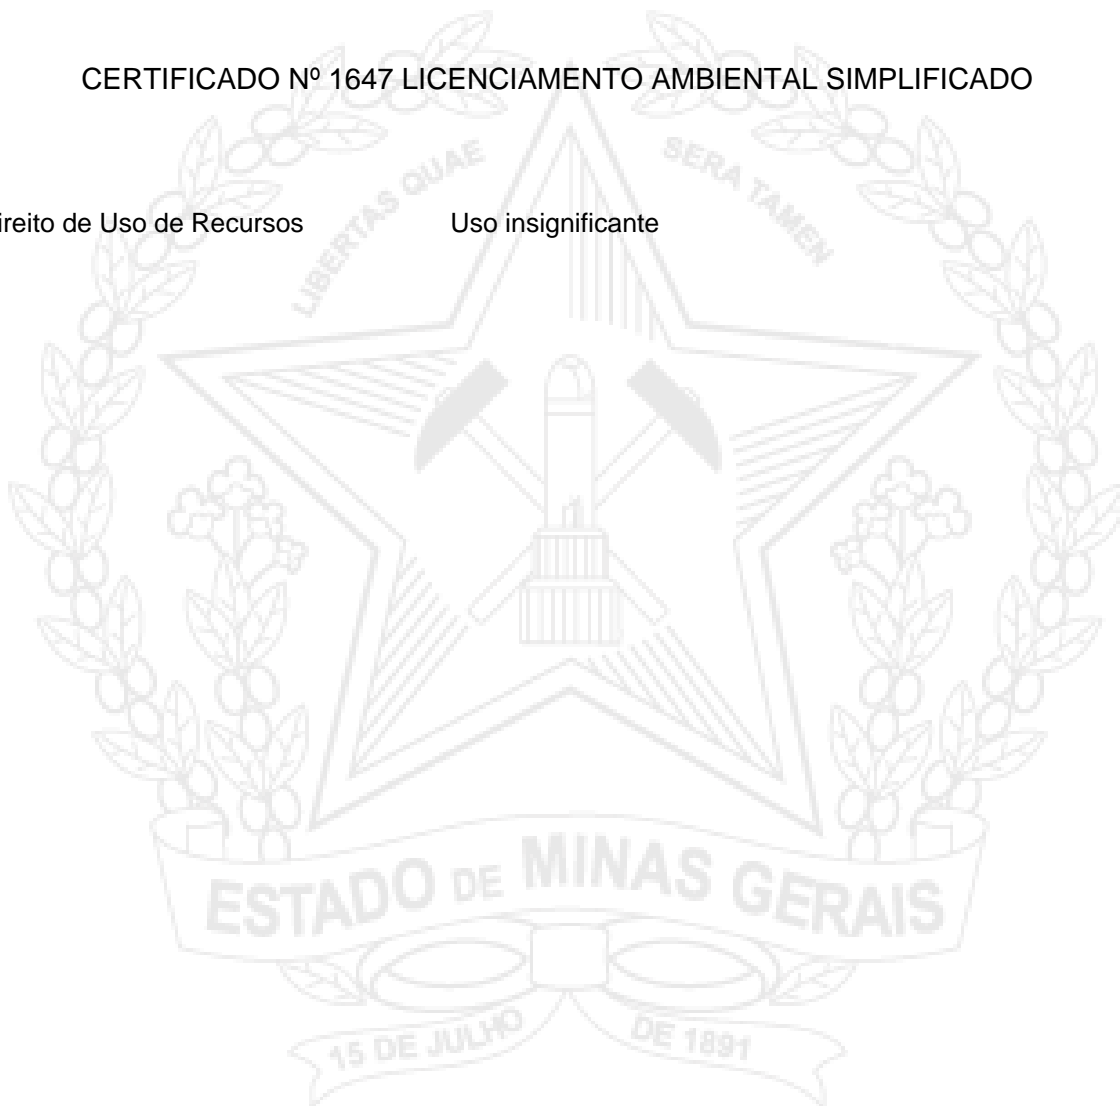 CERTIFICADO Nº 1647 LICENCIAMENTO AMBIENTAL SIMPLIFICADO
LIBERTAS QUAE SERA TAMEN
ireito de Uso de Recursos Uso insignificante
ESTADO DE MINAS GERAIS
15 DE JULHO DE 1891